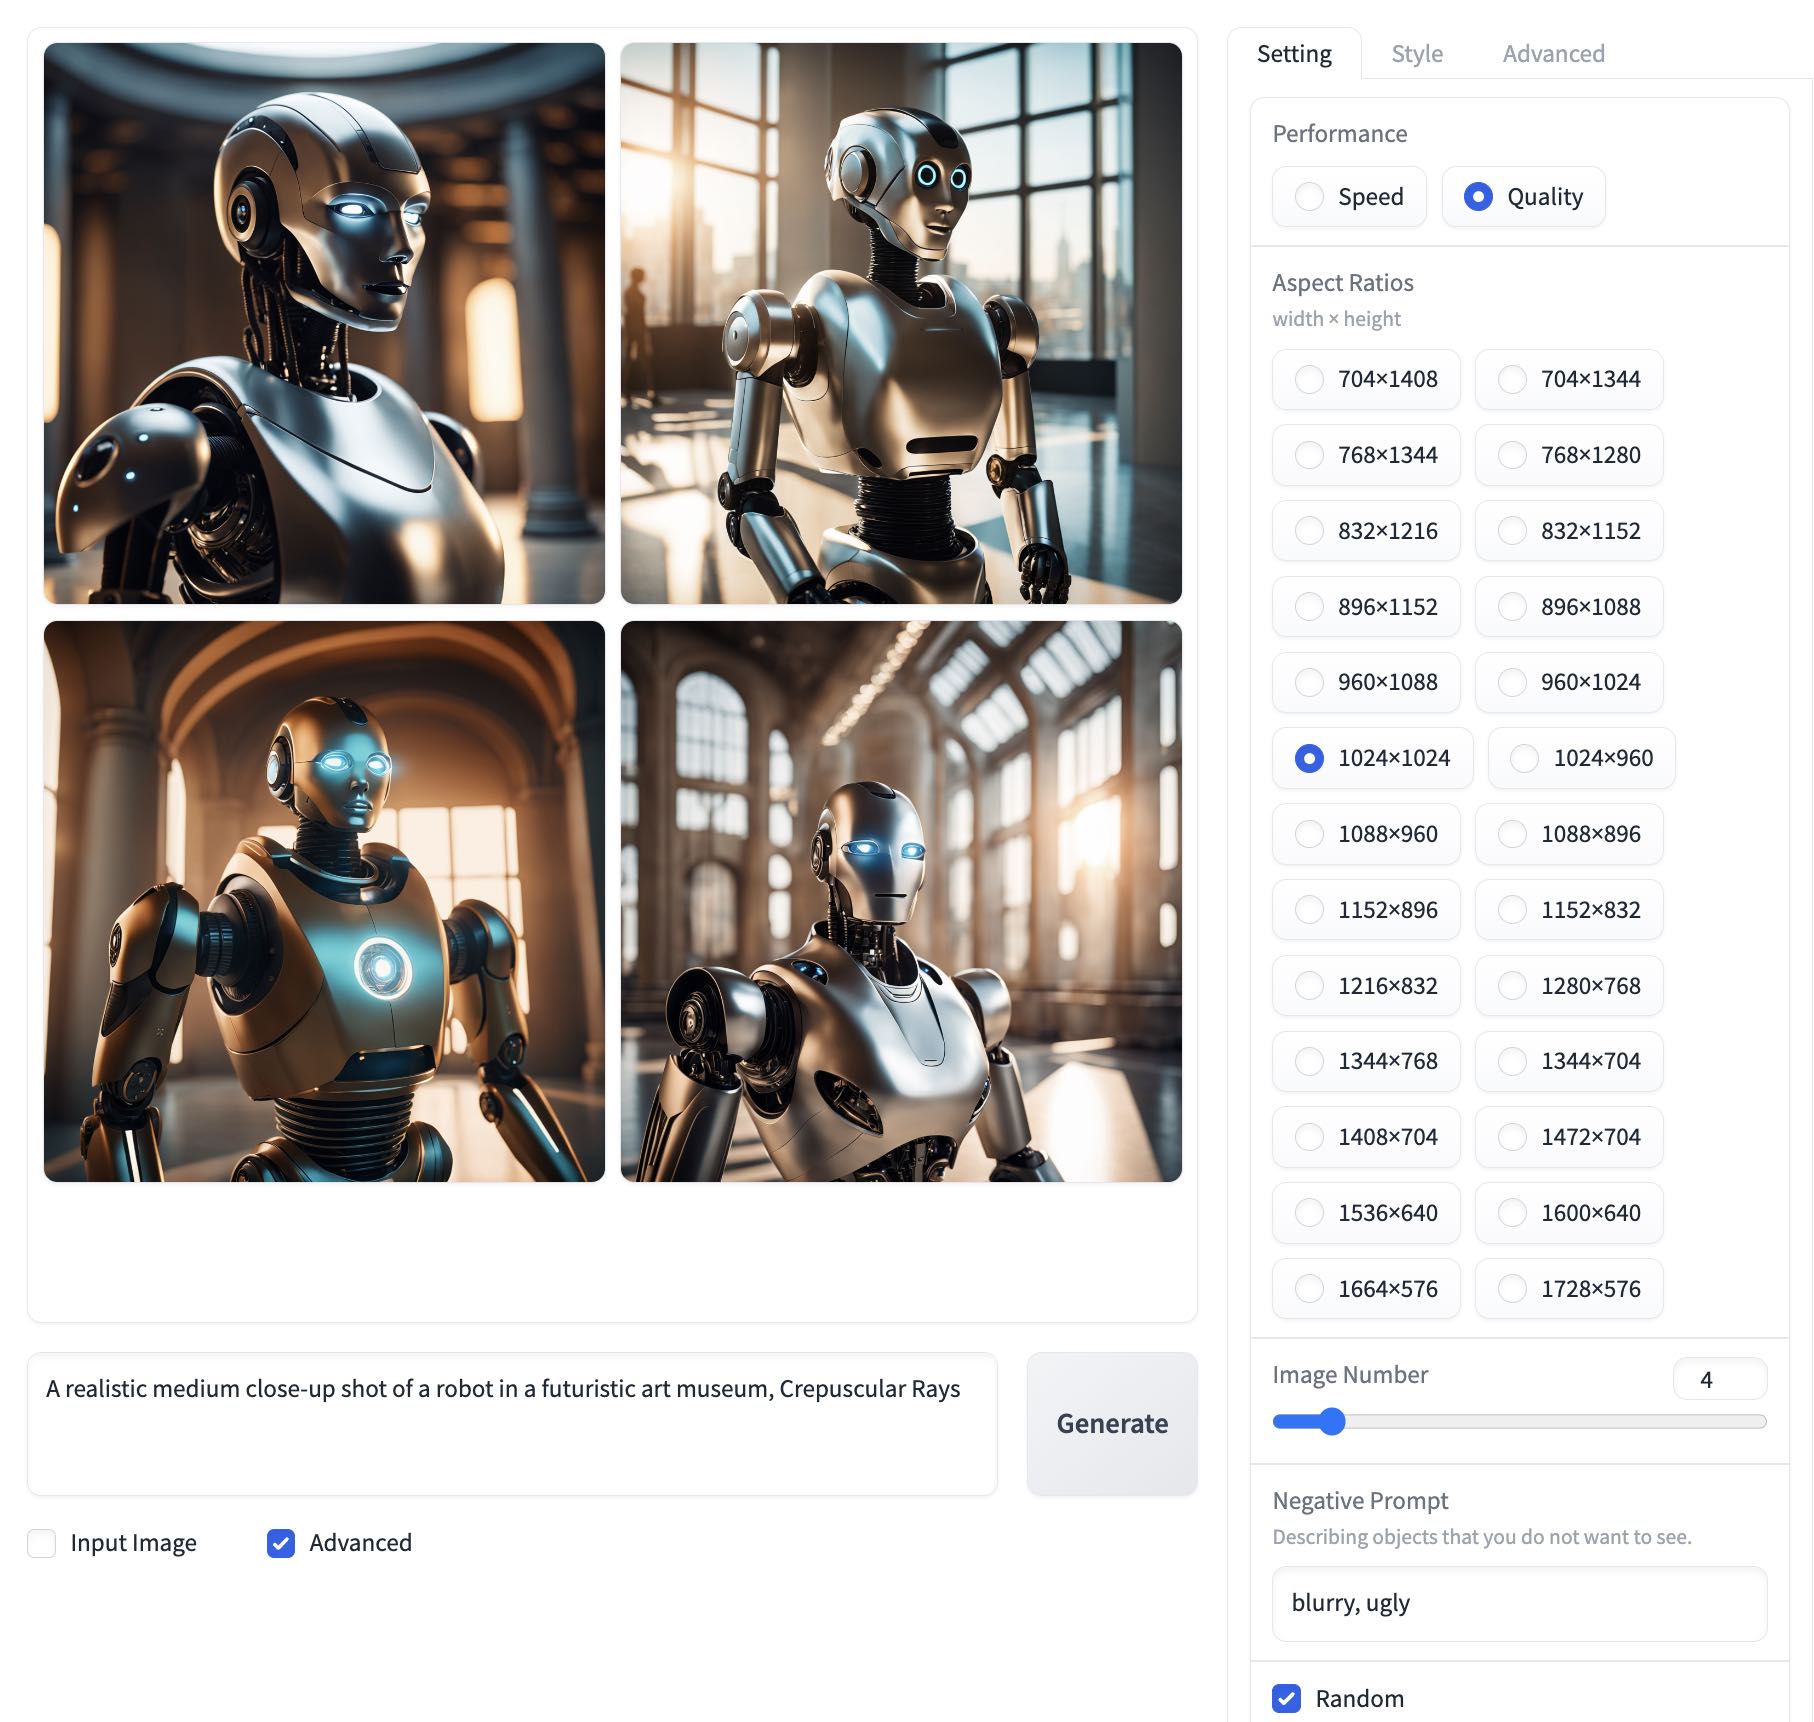 Setting Style Advanced
Performance
Speed Quality
Aspect Ratios
width × height
704×1408 704×1344
768×1344 768×1280
832×1216 832×1152
896×1152 896×1088
960×1088 960×1024
1024×1024 1024×960
1088×960 1088×896
1152×896 1152×832
1216×832 1280×768
1344×768 1344×704
1408×704 1472×704
1536×640 1600×640
1664×576 1728×576
Image Number 4
Negative Prompt
Describing objects that you do not want to see.
blurry, ugly
Random
A realistic medium close-up shot of a robot in a futuristic art museum, Crepuscular Rays
Generate
Input Image Advanced